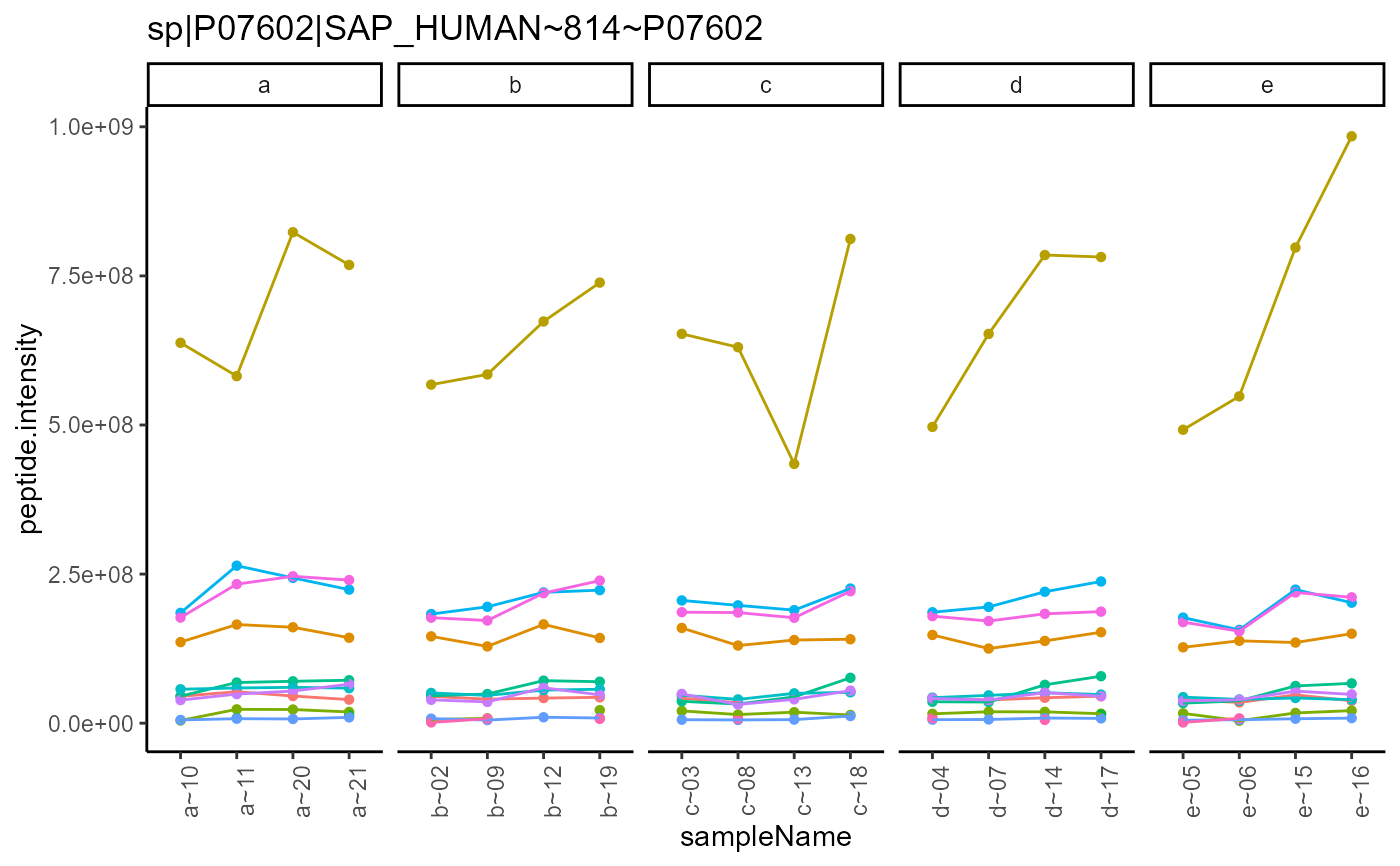 sp|P07602|SAP_HUMAN~814~P07602
a b c d e
1.0e+09
7.5e+08
5.0e+08
2.5e+08
0.0e+00
peptide.intensity
a~10 a~11 a~20 a~21 b~02 b~09 b~12 b~19 c~03 c~08 c~13 c~18 d~04 d~07 d~14 d~17 e~05 e~06 e~15 e~16
sampleName